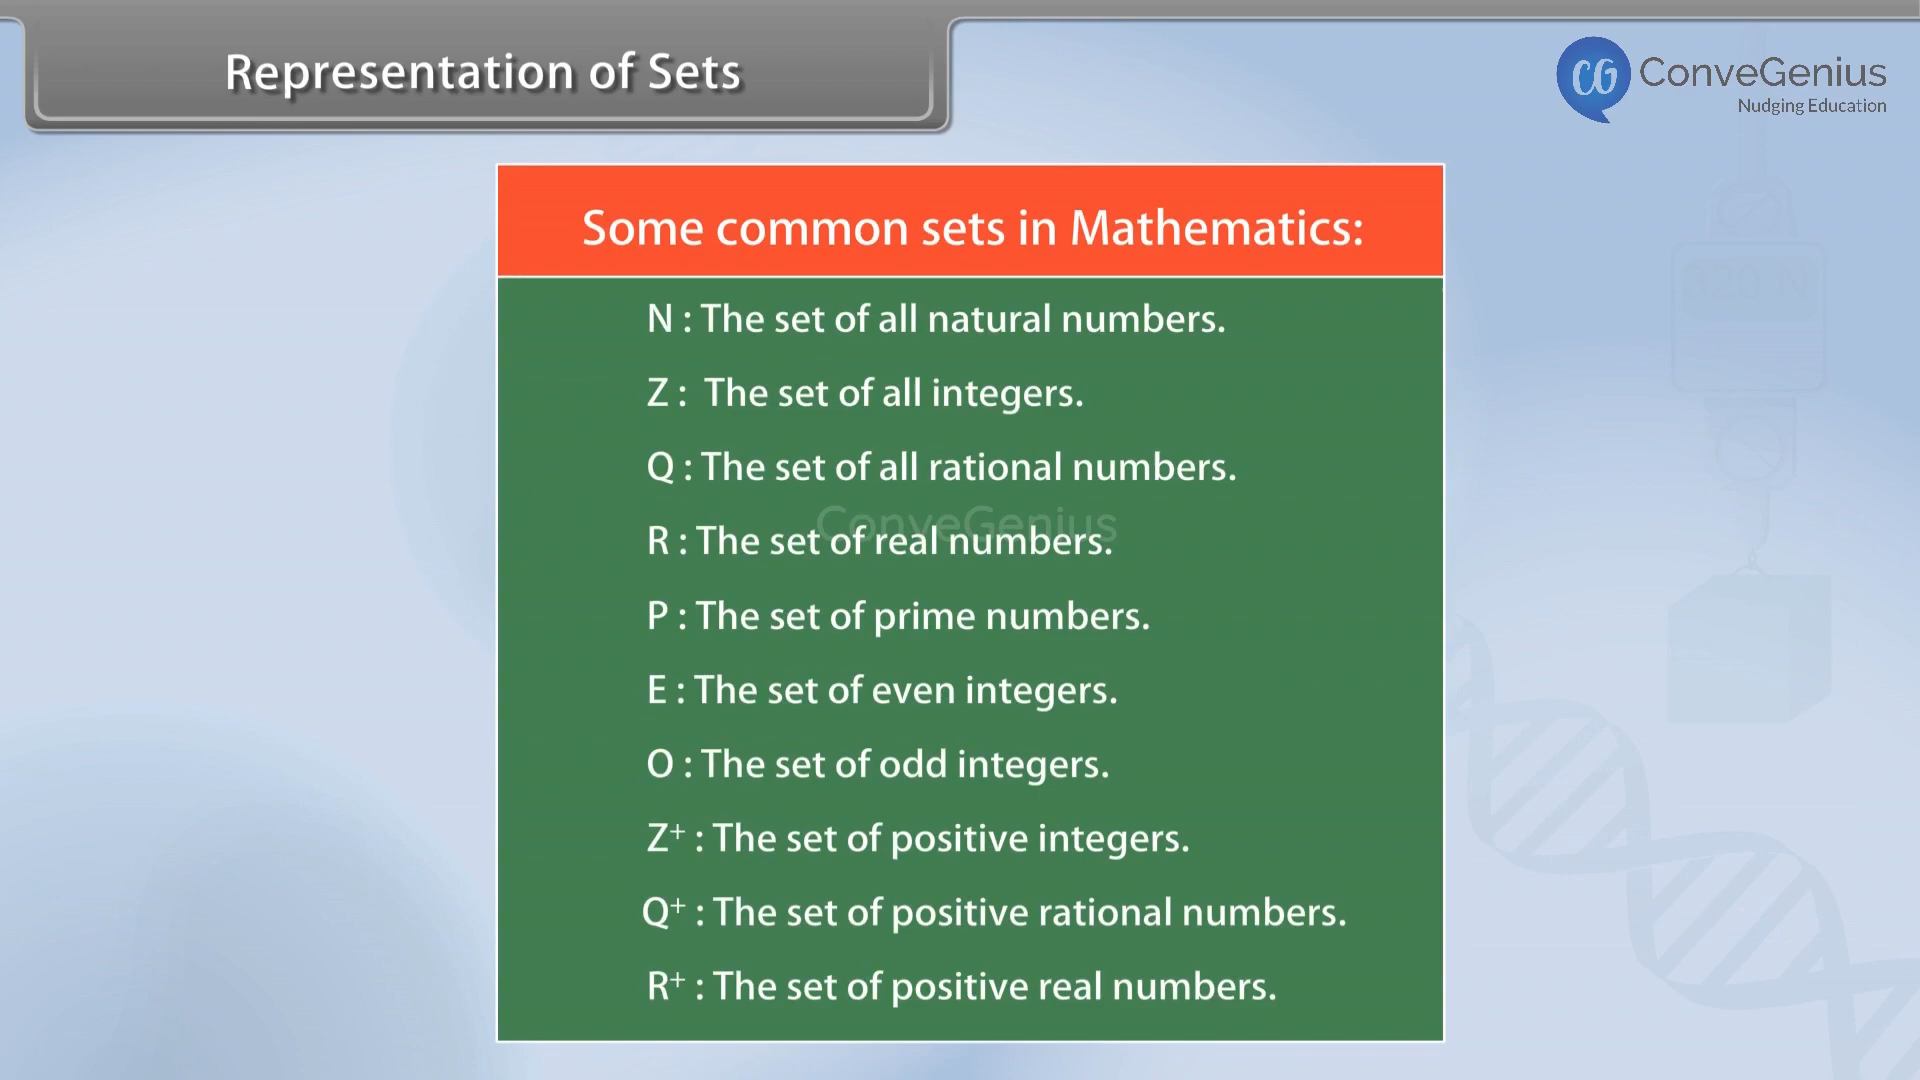 Representation of Sets
CG ConveGenius
Nudging Education
Some common sets in Mathematics:
N : The set of all natural numbers.
Z : The set of all integers.
Q : The set of all rational numbers.
ConveGenius
R : The set of real numbers.
P : The set of prime numbers.
E : The set of even integers.
O : The set of odd integers.
Z⁺ : The set of positive integers.
Q⁺ : The set of positive rational numbers.
R⁺ : The set of positive real numbers.
320 N